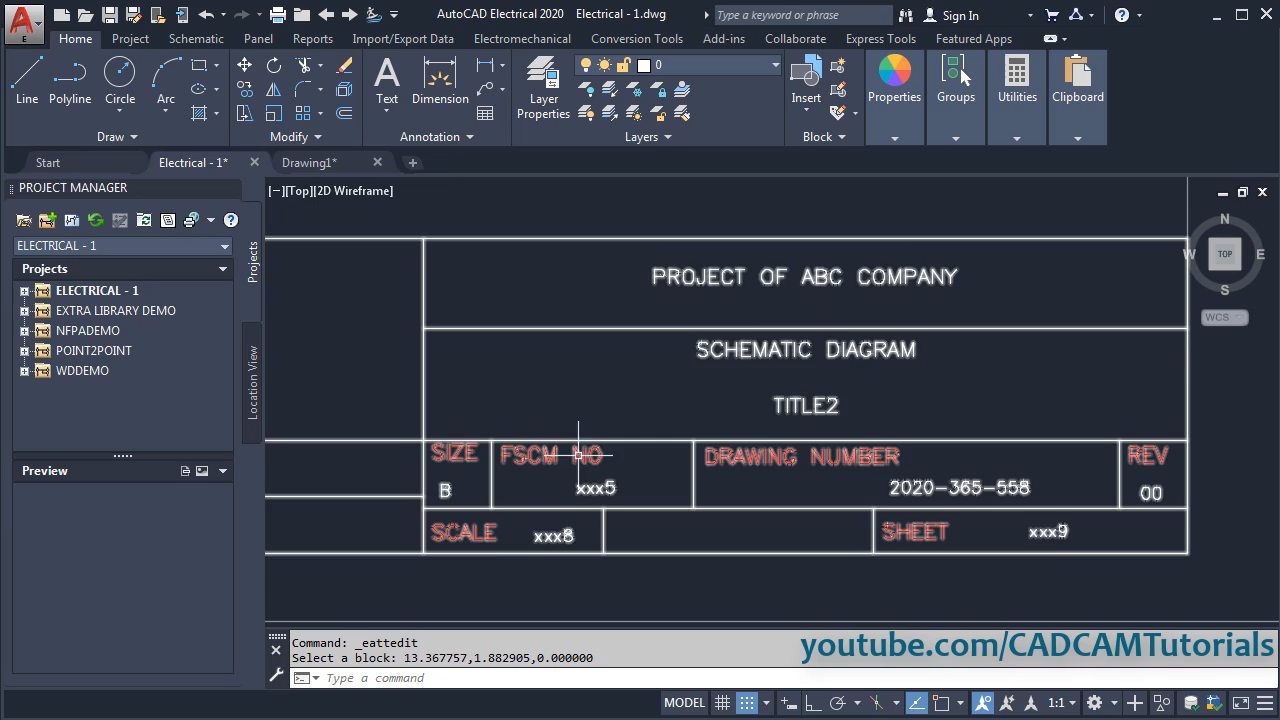 AutoCAD Electrical 2020 Electrical - 1.dwg
Type a keyword or phrase
Sign In
Home Project Schematic Panel Reports Import/Export Data Electromechanical Conversion Tools Add-ins Collaborate Express Tools Featured Apps
Line Polyline Circle Arc
Text Dimension
Layer Properties
0
Insert
Properties Groups Utilities Clipboard
Draw Modify Annotation Layers Block
Start Electrical - 1* Drawing1*
PROJECT MANAGER
[−][Top][2D Wireframe]
ELECTRICAL - 1
Projects
ELECTRICAL - 1
EXTRA LIBRARY DEMO
NFPADEMO
POINT2POINT
WDDEMO
Projects
Location View
Preview
N
W TOP E
S
WCS
PROJECT OF ABC COMPANY
SCHEMATIC DIAGRAM
TITLE2
SIZE FSCM NO DRAWING NUMBER REV
B xxx5 2020-365-558 00
SCALE xxx8 SHEET xxx9
Command: _eattedit
Select a block: 13.367757,1.882905,0.000000
Type a command
youtube.com/CADCAMTutorials
MODEL 1:1